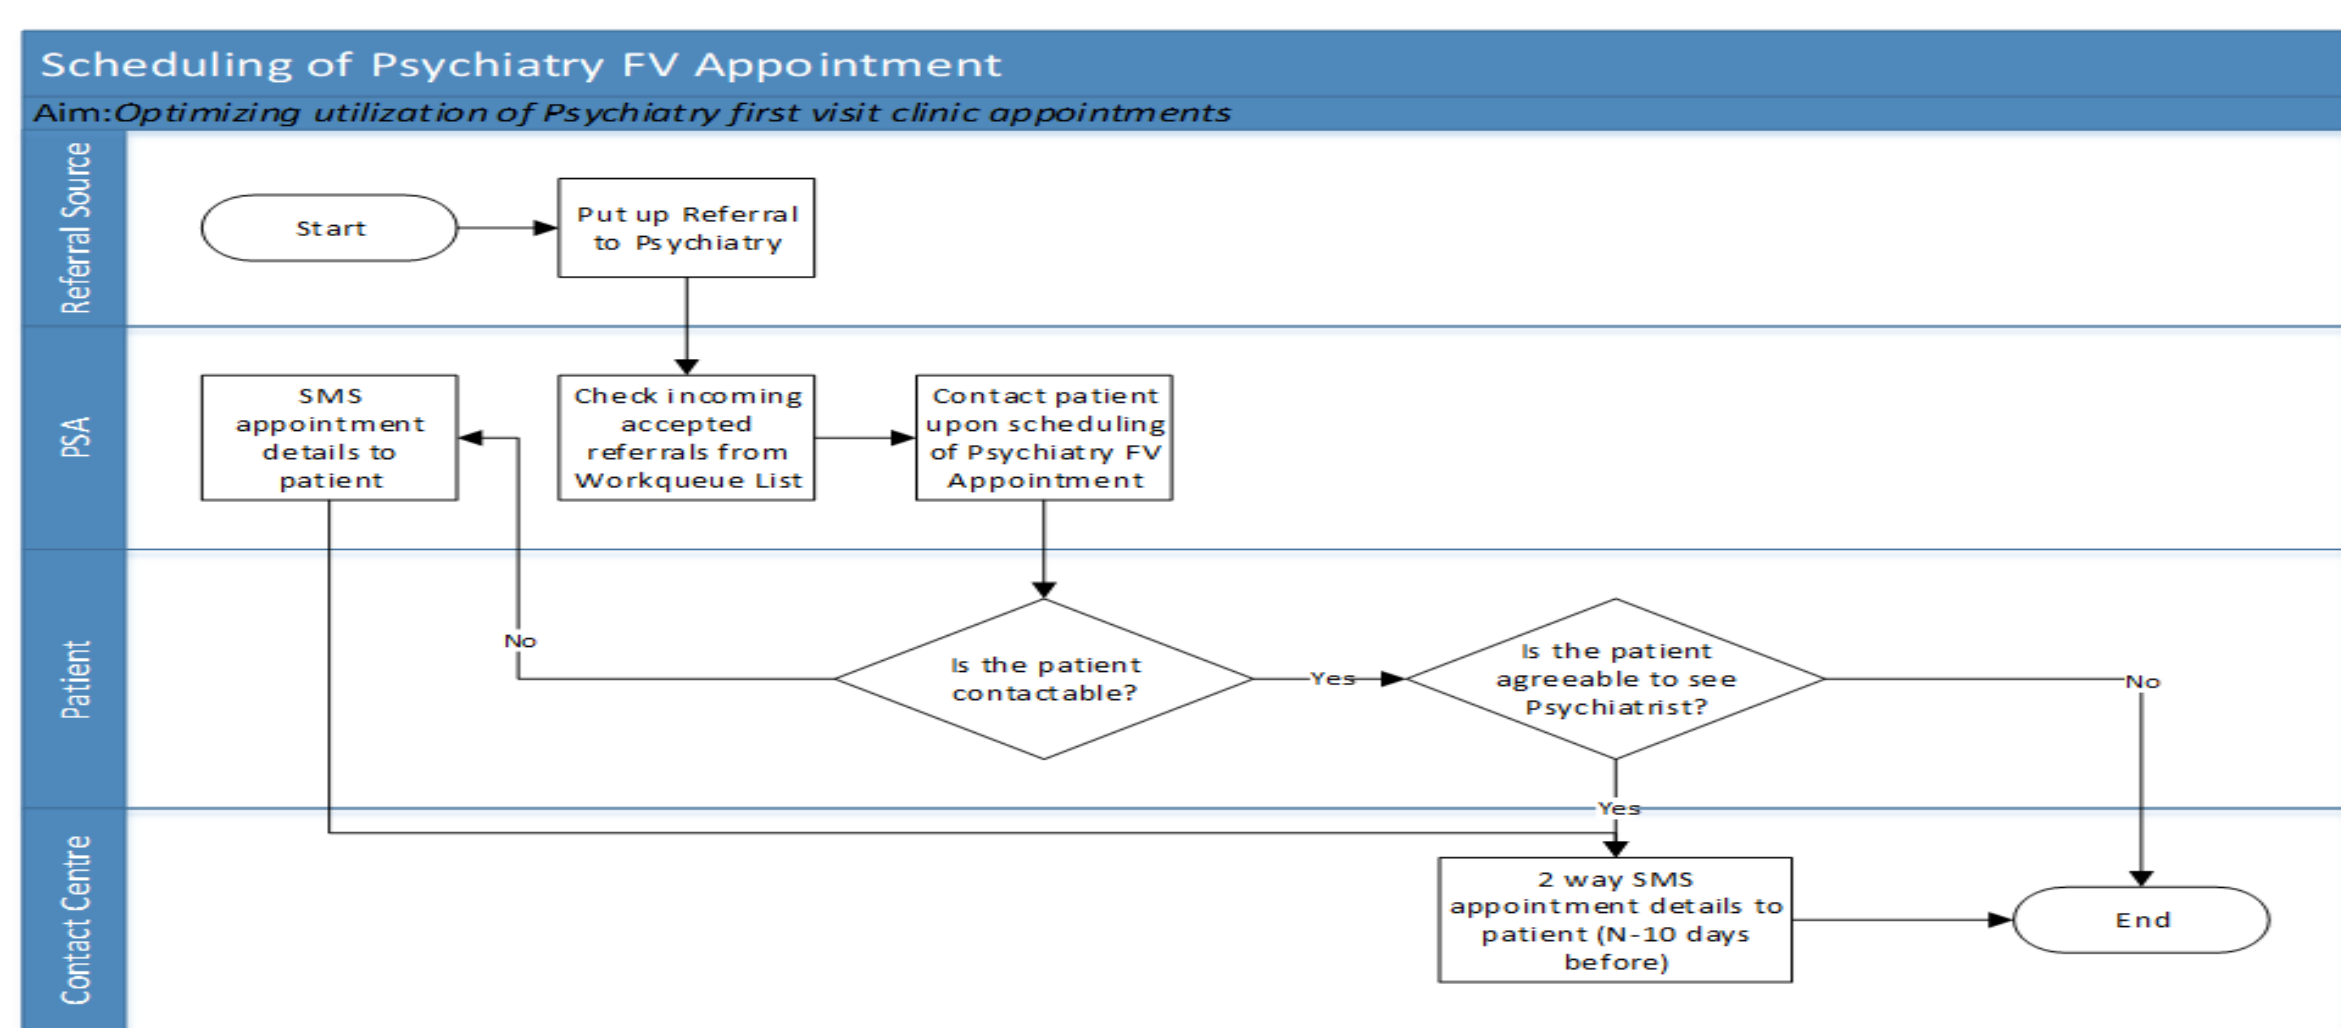 Scheduling of Psychiatry FV Appointment
Aim:Optimizing utilization of Psychiatry first visit clinic appointments
Referral Source
Start
Put up Referral
to Psychiatry
PSA
SMS
appointment
details to
patient
Check incoming
accepted
referrals from
Workqueue List
Contact patient
upon scheduling
of Psychiatry FV
Appointment
Patient
No
Is the patient
contactable?
Yes
Is the patient
agreeable to see
Psychiatrist?
No
Yes
Contact Centre
2 way SMS
appointment details to
patient (N-10 days
before)
End